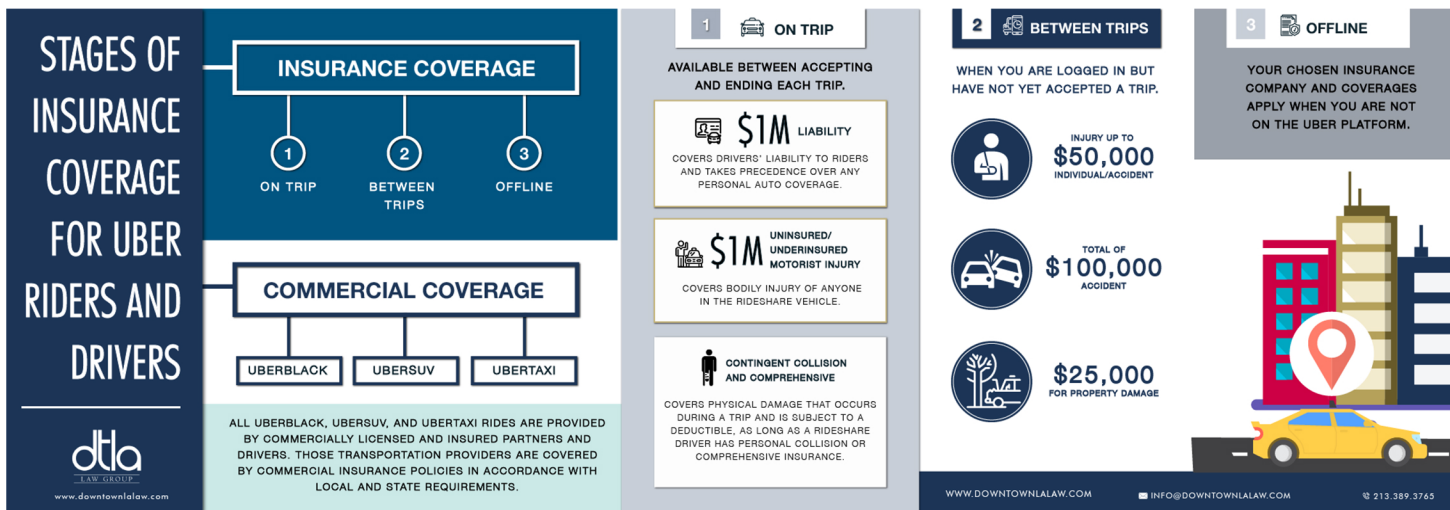 STAGES OF
INSURANCE
COVERAGE
FOR UBER
RIDERS AND
DRIVERS
dtla
LAW GROUP
www.downtownlalaw.com
INSURANCE COVERAGE
1
ON TRIP
2
BETWEEN
TRIPS
3
OFFLINE
COMMERCIAL COVERAGE
UBERBLACK
UBERSUV
UBERTAXI
ALL UBERBLACK, UBERSUV, AND UBERTAXI RIDES ARE PROVIDED
BY COMMERCIALLY LICENSED AND INSURED PARTNERS AND
DRIVERS. THOSE TRANSPORTATION PROVIDERS ARE COVERED
BY COMMERCIAL INSURANCE POLICIES IN ACCORDANCE WITH
LOCAL AND STATE REQUIREMENTS.
1 ON TRIP
AVAILABLE BETWEEN ACCEPTING
AND ENDING EACH TRIP.
$1M LIABILITY
COVERS DRIVERS' LIABILITY TO RIDERS
AND TAKES PRECEDENCE OVER ANY
PERSONAL AUTO COVERAGE.
$1M UNINSURED/
UNDERINSURED
MOTORIST INJURY
COVERS BODILY INJURY OF ANYONE
IN THE RIDESHARE VEHICLE.
CONTINGENT COLLISION
AND COMPREHENSIVE
COVERS PHYSICAL DAMAGE THAT OCCURS
DURING A TRIP AND IS SUBJECT TO A
DEDUCTIBLE, AS LONG AS A RIDESHARE
DRIVER HAS PERSONAL COLLISION OR
COMPREHENSIVE INSURANCE.
2 BETWEEN TRIPS
WHEN YOU ARE LOGGED IN BUT
HAVE NOT YET ACCEPTED A TRIP.
INJURY UP TO
$50,000
INDIVIDUAL/ACCIDENT
TOTAL OF
$100,000
ACCIDENT
$25,000
FOR PROPERTY DAMAGE
3 OFFLINE
YOUR CHOSEN INSURANCE
COMPANY AND COVERAGES
APPLY WHEN YOU ARE NOT
ON THE UBER PLATFORM.
WWW.DOWNTOWNLALAW.COM
INFO@DOWNTOWNLALAW.COM
213.389.3765